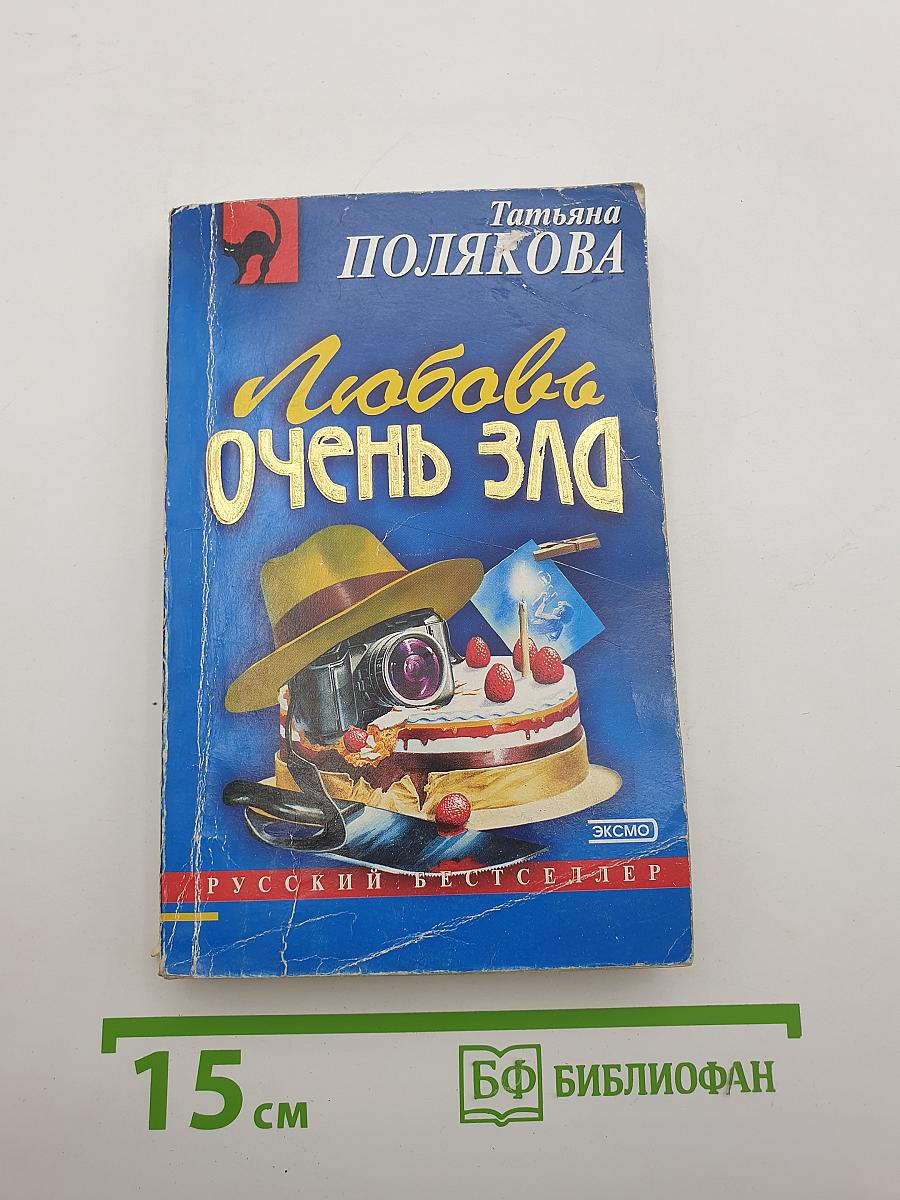 Татьяна
ПОЛЯКОВА
Любовь
очень зла
ЭКСМО
РУССКИЙ БЕСТСЕЛЛЕР
15 см
БФ БИБЛИОФАН